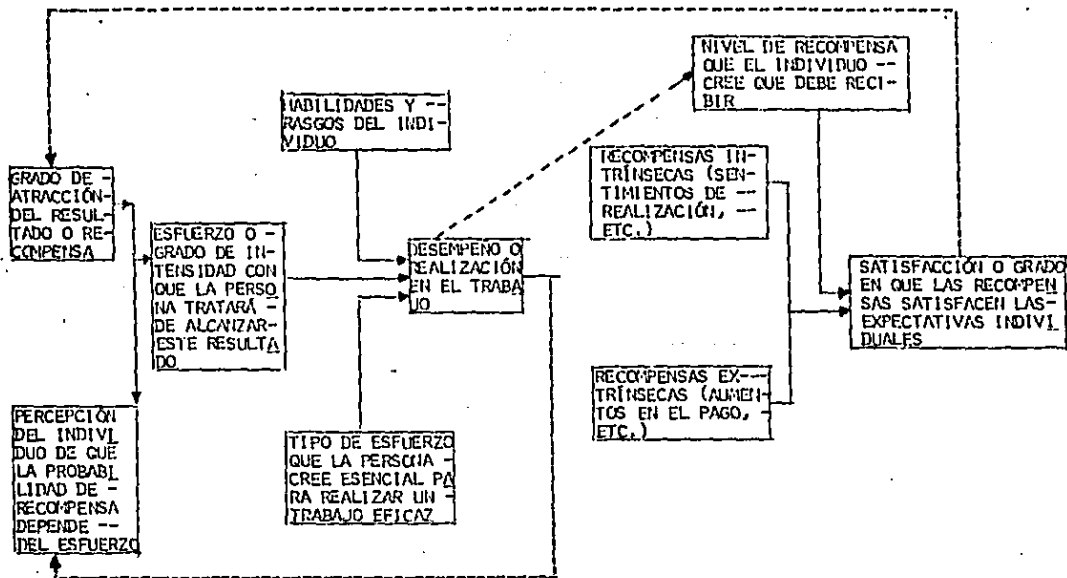 NIVEL DE RECOMPENSA
QUE EL INDIVIDUO --
CREE QUE DEBE RECI-
BIR
HABILIDADES Y --
RASGOS DEL INDI-
VIDUO
RECOMPENSAS IN-
TRÍNSECAS (SEN-
TIMIENTOS DE --
REALIZACIÓN, --
ETC.)
GRADO DE -
ATRACCIÓN-
DEL RESUL-
TADO O RE-
COMPENSA
ESFUERZO O -
GRADO DE IN-
TENSIDAD CON
QUE LA PERSO
NA TRATARÁ -
DE ALCANZAR-
ESTE RESULTA
DO
DESEMPEÑO O
REALIZACIÓN
EN EL TRABA
JO
SATISFACCIÓN O GRADO
EN QUE LAS RECOMPEN
SAS SATISFACEN LAS-
EXPECTATIVAS INDIVI
DUALES
RECOMPENSAS EX---
TRÍNSECAS (AUMEN-
TOS EN EL PAGO, -
ETC.)
PERCEPCIÓN
DEL INDIVI
DUO DE QUE
LA PROBABI
LIDAD DE -
RECOMPENSA
DEPENDE --
DEL ESFUERZO
TIPO DE ESFUERZO
QUE LA PERSONA -
CREE ESENCIAL PA
RA REALIZAR UN -
TRABAJO EFICAZ